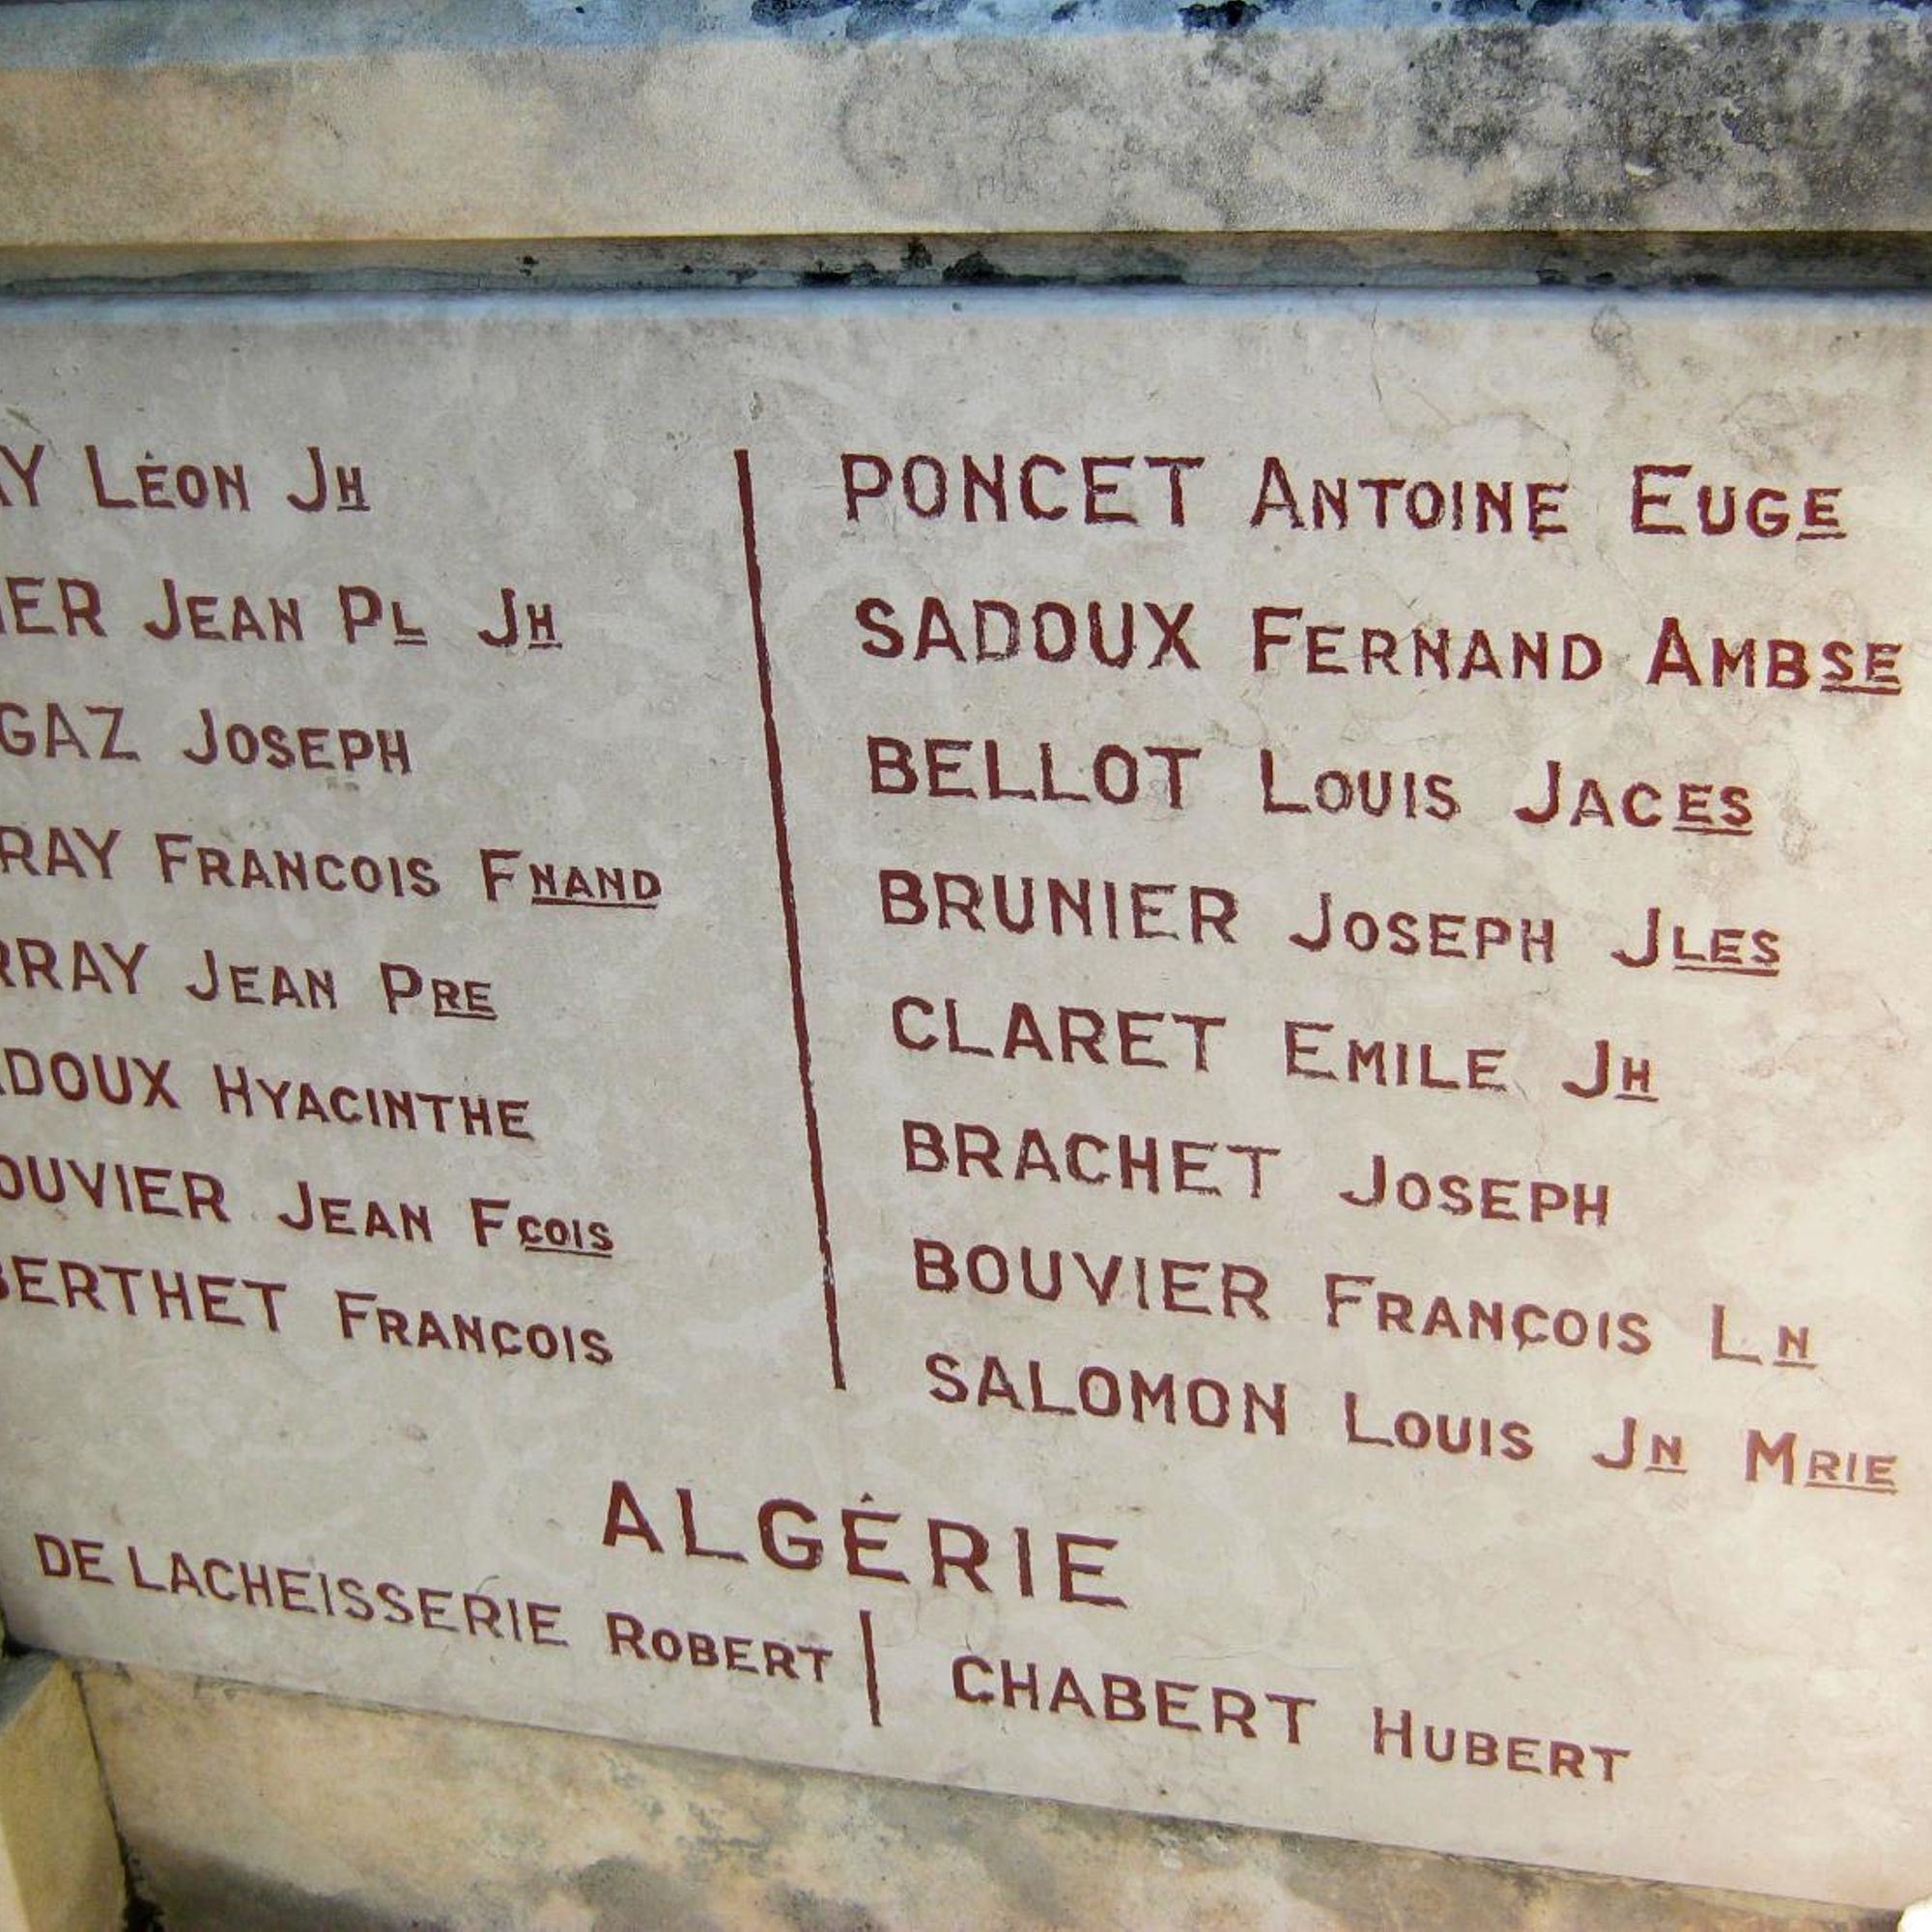 Y LÉON JH
IER JEAN PL JH
GAZ JOSEPH
RAY FRANCOIS FNAND
RRAY JEAN PRE
DOUX HYACINTHE
OUVIER JEAN FÇOIS
BERTHET FRANÇOIS
PONCET ANTOINE EUGE
SADOUX FERNAND AMBSE
BELLOT LOUIS JACES
BRUNIER JOSEPH JLES
CLARET EMILE JH
BRACHET JOSEPH
BOUVIER FRANÇOIS LN
SALOMON LOUIS JN MRIE
ALGÉRIE
DE LACHEISSERIE ROBERT
CHABERT HUBERT